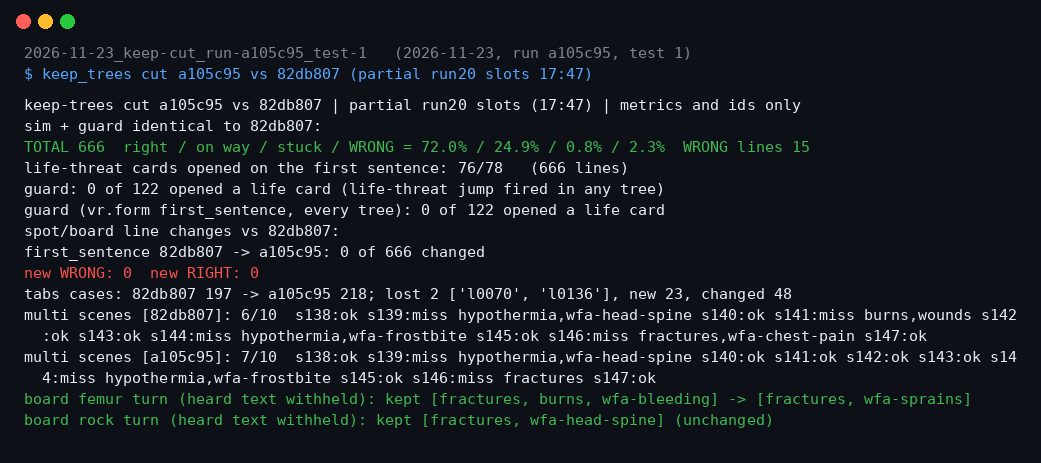 2026-11-23_keep-cut_run-a105c95_test-1   (2026-11-23, run a105c95, test 1)
$ keep_trees cut a105c95 vs 82db807 (partial run20 slots 17:47)
keep-trees cut a105c95 vs 82db807 | partial run20 slots (17:47) | metrics and ids only
sim + guard identical to 82db807:
TOTAL 666  right / on way / stuck / WRONG = 72.0% / 24.9% / 0.8% / 2.3%  WRONG lines 15
life-threat cards opened on the first sentence: 76/78   (666 lines)
guard: 0 of 122 opened a life card (life-threat jump fired in any tree)
guard (vr.form first_sentence, every tree): 0 of 122 opened a life card
spot/board line changes vs 82db807:
first_sentence 82db807 -> a105c95: 0 of 666 changed
new WRONG: 0  new RIGHT: 0
tabs cases: 82db807 197 -> a105c95 218; lost 2 ['l0070', 'l0136'], new 23, changed 48
multi scenes [82db807]: 6/10  s138:ok s139:miss hypothermia,wfa-head-spine s140:ok s141:miss burns,wounds s142
  :ok s143:ok s144:miss hypothermia,wfa-frostbite s145:ok s146:miss fractures,wfa-chest-pain s147:ok
multi scenes [a105c95]: 7/10  s138:ok s139:miss hypothermia,wfa-head-spine s140:ok s141:ok s142:ok s143:ok s14
  4:miss hypothermia,wfa-frostbite s145:ok s146:miss fractures s147:ok
board femur turn (heard text withheld): kept [fractures, burns, wfa-bleeding] -> [fractures, wfa-sprains]
board rock turn (heard text withheld): kept [fractures, wfa-head-spine] (unchanged)